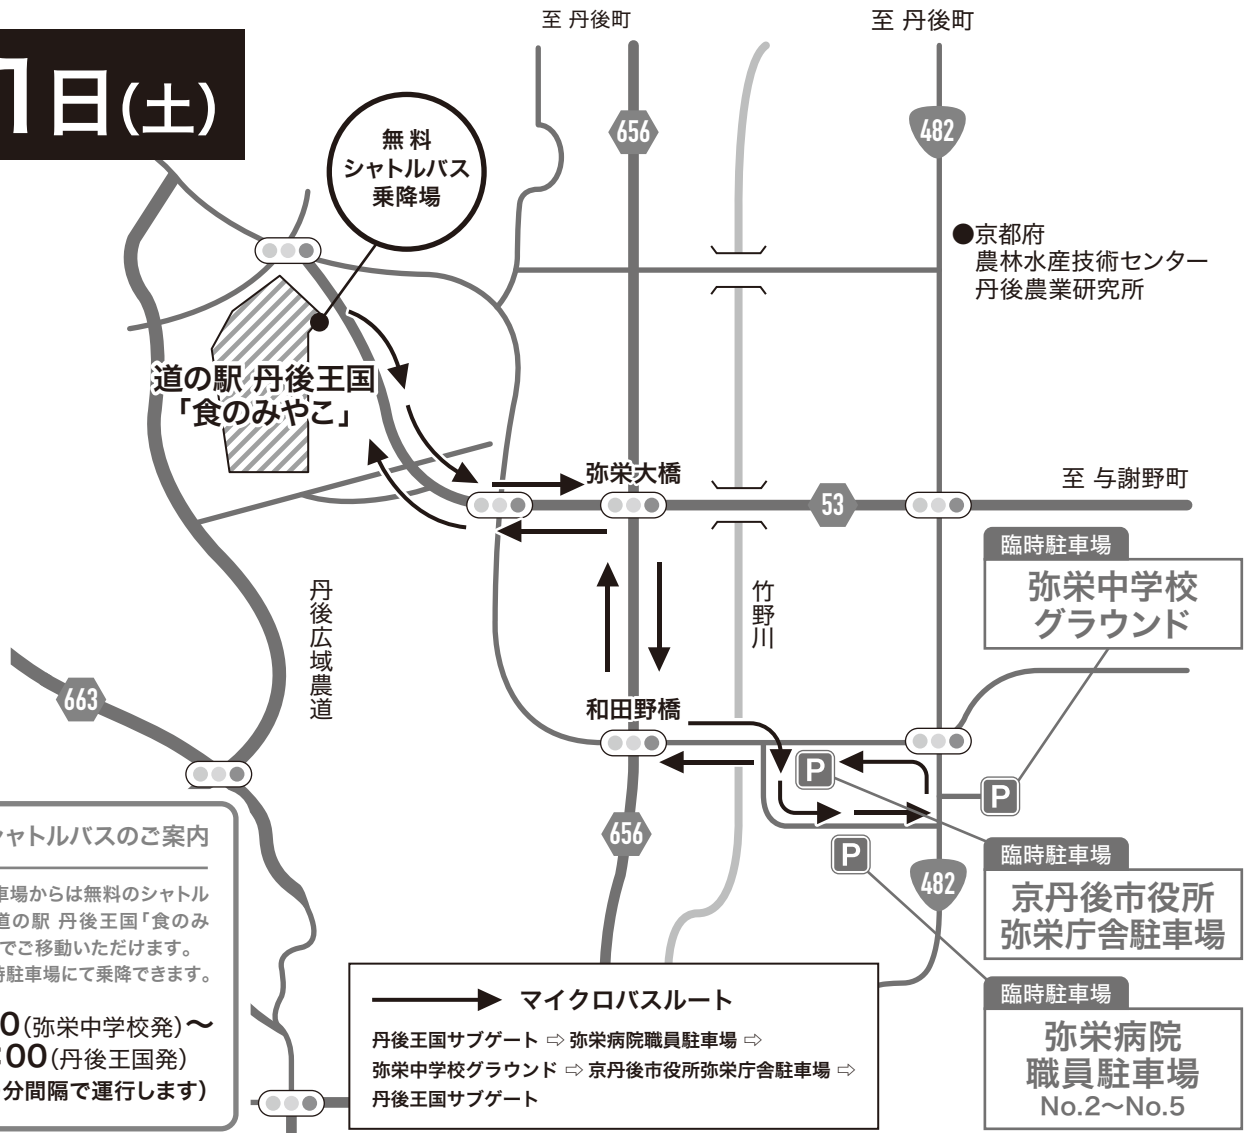 至 丹後町
至 丹後町
1日(土)
無料
シャトルバス
乗降場
656
482
●京都府
農林水産技術センター
丹後農業研究所
道の駅 丹後王国
「食のみやこ」
弥栄大橋
至 与謝野町
53
臨時駐車場
弥栄中学校
グラウンド
丹後広域農道
竹野川
663
和田野橋
P
P
P
656
482
臨時駐車場
京丹後市役所
弥栄庁舎駐車場
臨時駐車場
弥栄病院
職員駐車場
No.2〜No.5
シャトルバスのご案内
車場からは無料のシャトル
道の駅 丹後王国「食のみ
でご移動いただけます。
時駐車場にて乗降できます。
0(弥栄中学校発)〜
:00(丹後王国発)
分間隔で運行します)
マイクロバスルート
丹後王国サブゲート ⇨ 弥栄病院職員駐車場 ⇨
弥栄中学校グラウンド ⇨ 京丹後市役所弥栄庁舎駐車場 ⇨
丹後王国サブゲート